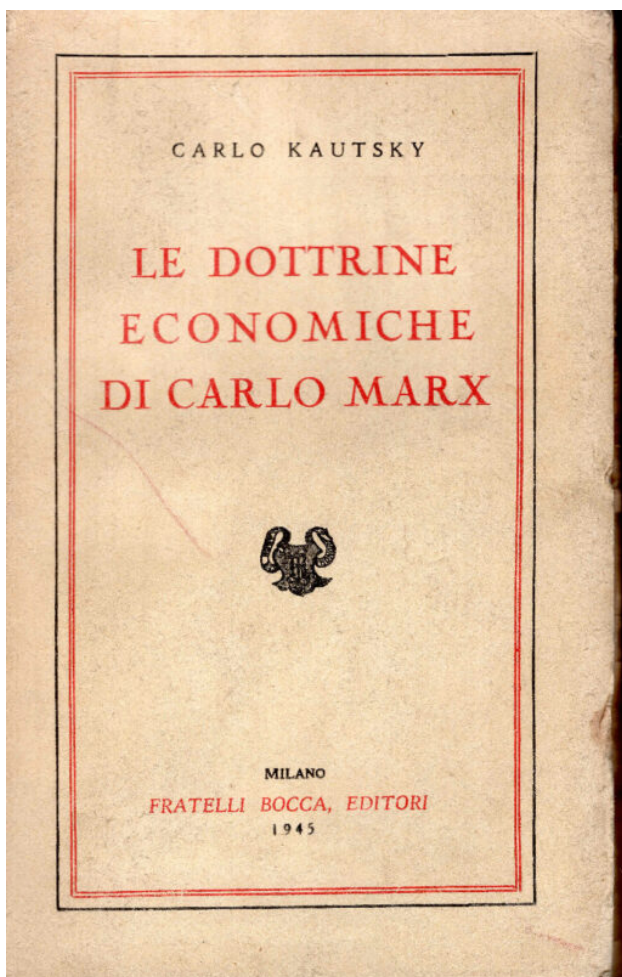 CARLO KAUTSKY
LE DOTTRINE
ECONOMICHE
DI CARLO MARX
MILANO
FRATELLI BOCCA, EDITORI
1945